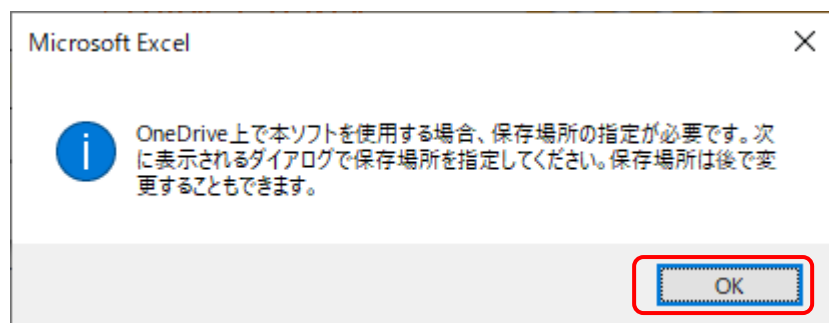 Microsoft Excel
OneDrive上で本ソフトを使用する場合、保存場所の指定が必要です。次
に表示されるダイアログで保存場所を指定してください。保存場所は後で変
更することもできます。
OK